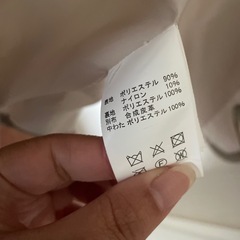 表地 ポリエステル 90%
ナイロン 10%
裏地 ポリエステル 100%
別布 合成皮革
中わた ポリエステル 100%